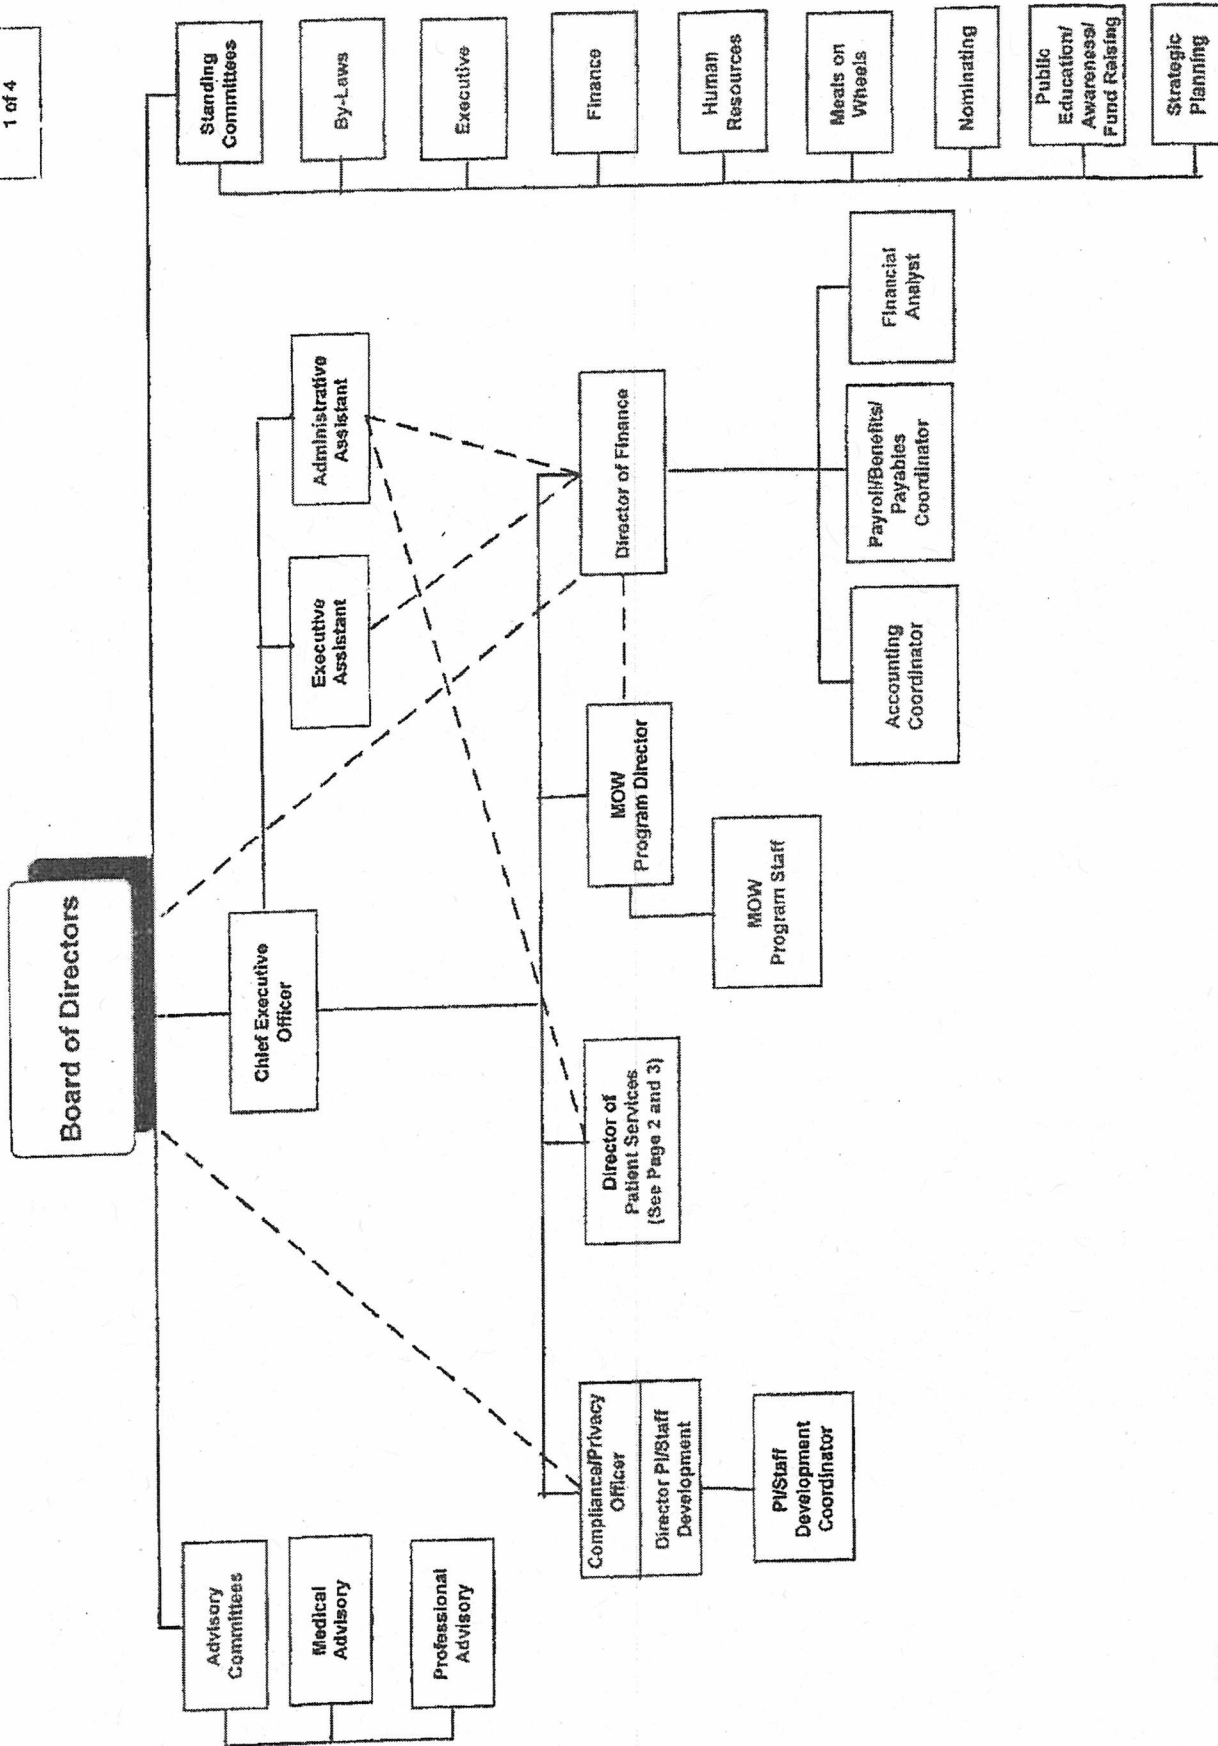 1 of 4
Board of Directors
Advisory
Committees
Medical
Advisory
Professional
Advisory
Chief Executive
Officer
Executive
Assistant
Administrative
Assistant
Standing
Committees
By-Laws
Executive
Finance
Human
Resources
Meals on
Wheels
Nominating
Public
Education/
Awareness/
Fund Raising
Strategic
Planning
Compliance/Privacy
Officer
Director PI/Staff
Development
PI/Staff
Development
Coordinator
Director of
Patient Services
(See Page 2 and 3)
MOW
Program Director
MOW
Program Staff
Director of Finance
Accounting
Coordinator
Payroll/Benefits/
Payables
Coordinator
Financial
Analyst